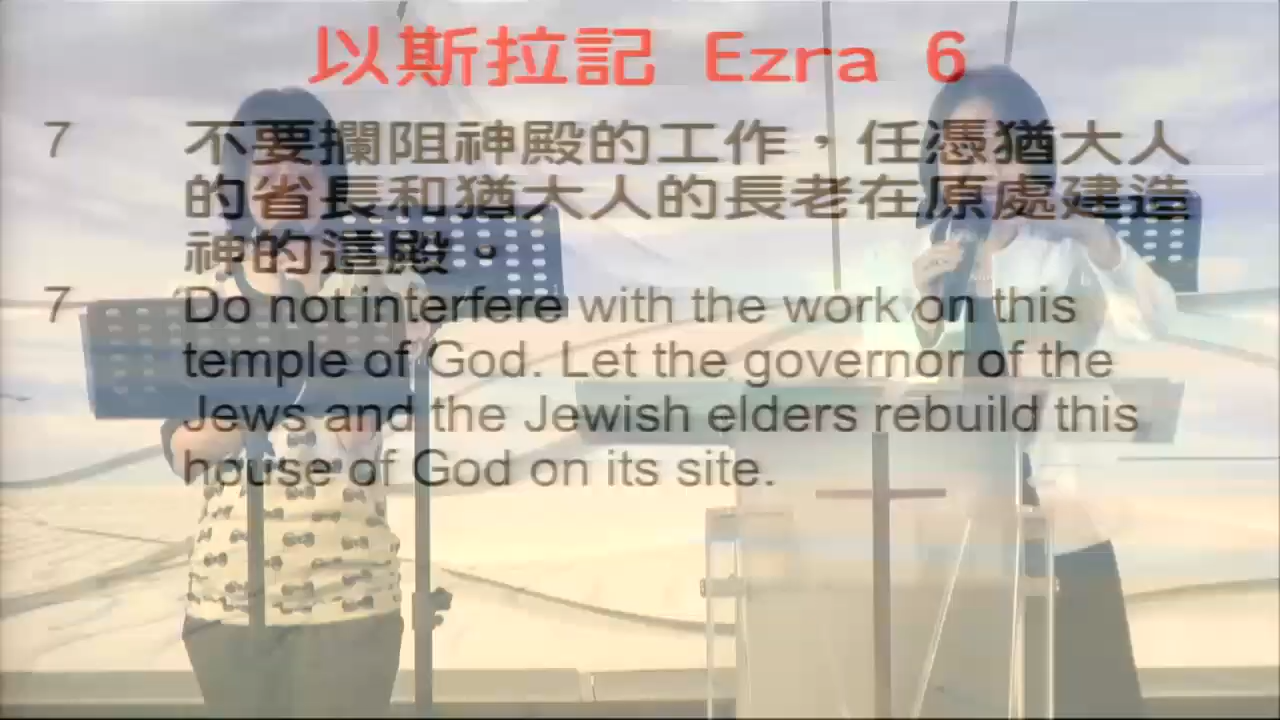 以斯拉記 Ezra 6
7 不要攔阻神殿的工作，任憑猶大人
的省長和猶大人的長老在原處建造
神的這殿。
7 Do not interfere with the work on this
temple of God. Let the governor of the
Jews and the Jewish elders rebuild this
house of God on its site.